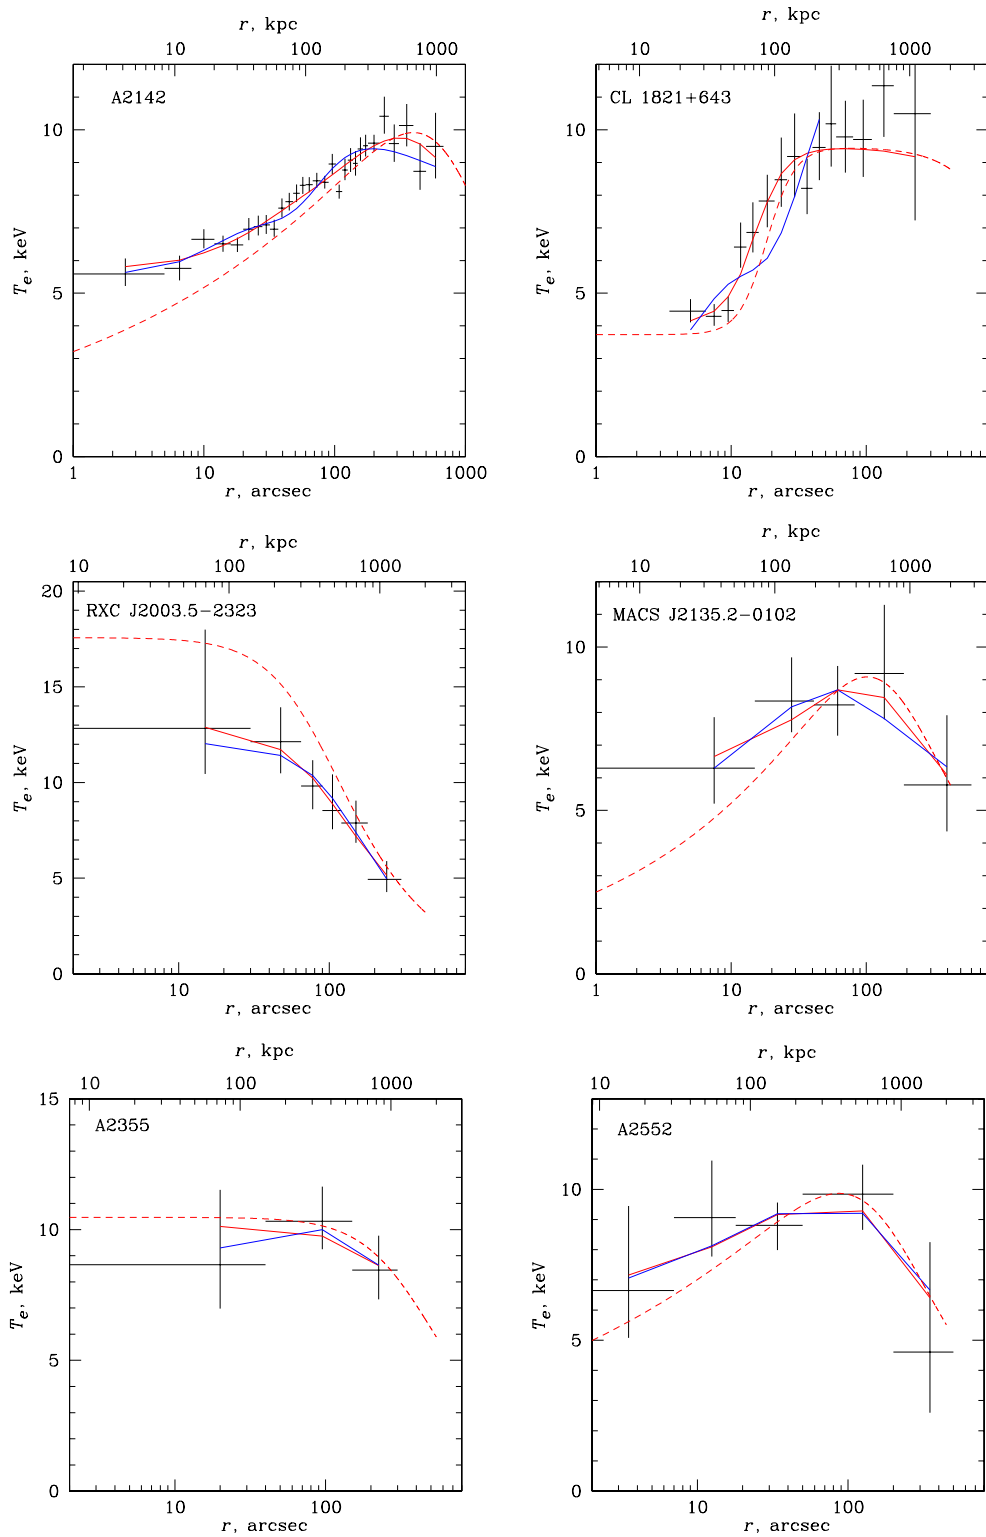 r, kpc
10 100 1000
A2142
10
5
0
T_e, keV
1 10 100 1000
r, arcsec
r, kpc
10 100 1000
CL 1821+643
10
5
0
T_e, keV
1 10 100
r, arcsec
r, kpc
10 100 1000
RXC J2003.5−2323
20
15
10
5
0
T_e, keV
10 100
r, arcsec
r, kpc
10 100 1000
MACS J2135.2−0102
10
5
0
T_e, keV
1 10 100
r, arcsec
r, kpc
10 100 1000
A2355
15
10
5
0
T_e, keV
10 100
r, arcsec
r, kpc
10 100 1000
A2552
10
5
0
T_e, keV
10 100
r, arcsec